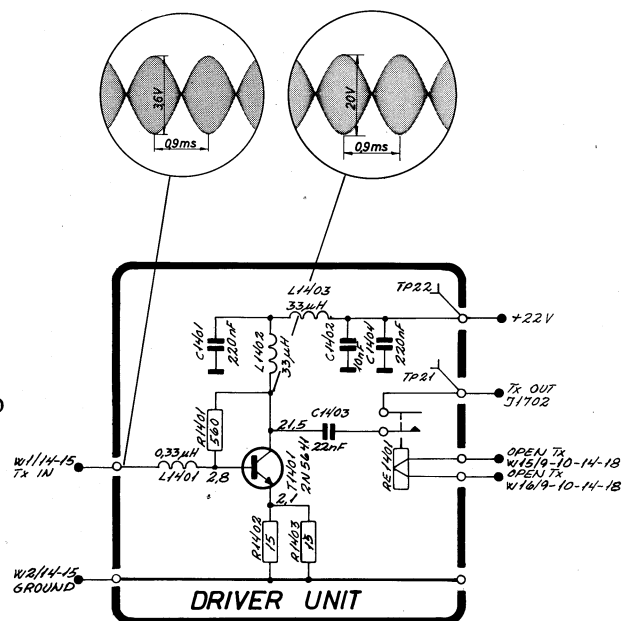 3,6V
0,9ms
20V
0,9ms
L1403
33µH
TP22
+22V
C1401
220nF
L1402
33µH
C1402
10nF
C1404
220nF
TP21
Tx OUT
J1702
R1401
560
21,5
C1403
22nF
T1401
2N5641
RE1401
W1/14-15
Tx IN
0,33µH
L1401
2,8
OPEN Tx
W15/9-10-14-18
OPEN Tx
W16/9-10-14-18
2,1
R1402
15
R1403
15
W2/14-15
GROUND
DRIVER UNIT